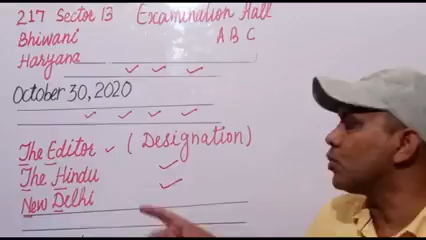 217 Sector 13 Examination Hall
Bhiwani A B C
Haryana
October 30, 2020
The Editor (Designation)
The Hindu
New Delhi